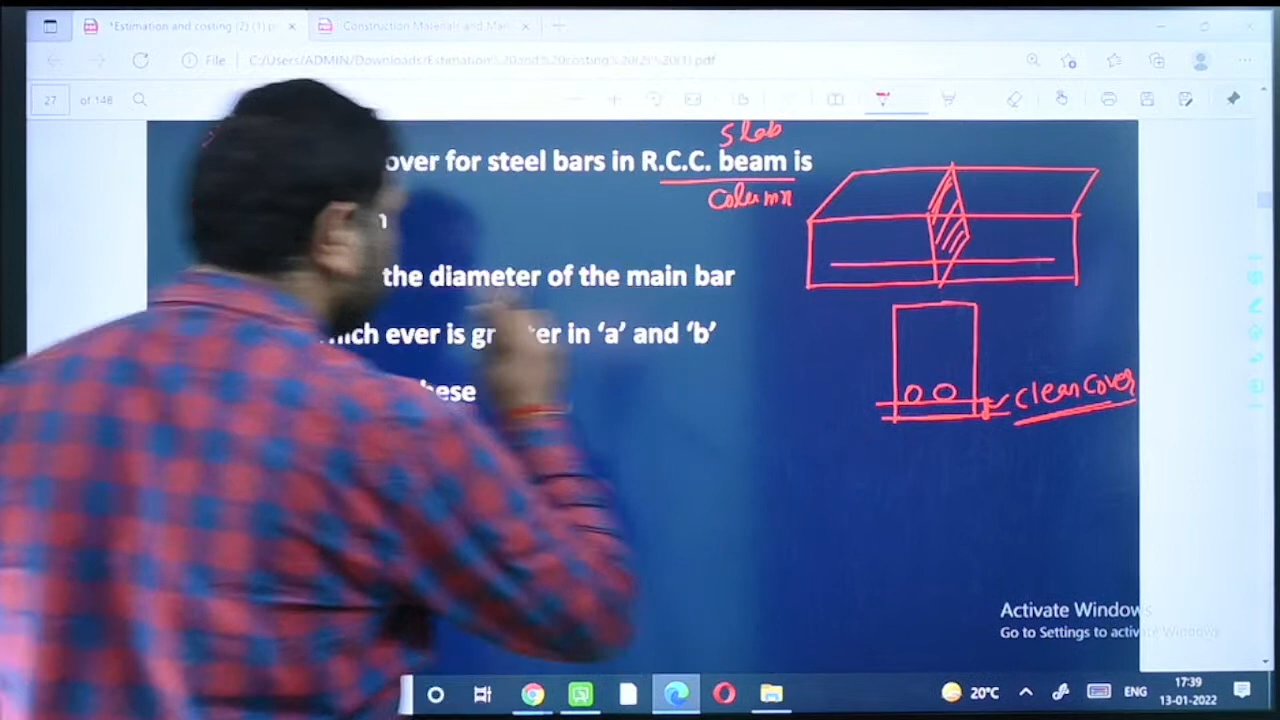 *Estimation and costing (2) (1).p
Construction Materials and Man
File C:/Users/ADMIN/Downloads/Estimation%20and%20costing%20(2)%20(1).pdf
27 of 148
slab
over for steel bars in R.C.C. beam is
column
the diameter of the main bar
ever is in ‘a’ and ‘b’
clear cover
Activate Windows
Go to Settings to activate Windows.
20°C ENG 17:39
13-01-2022